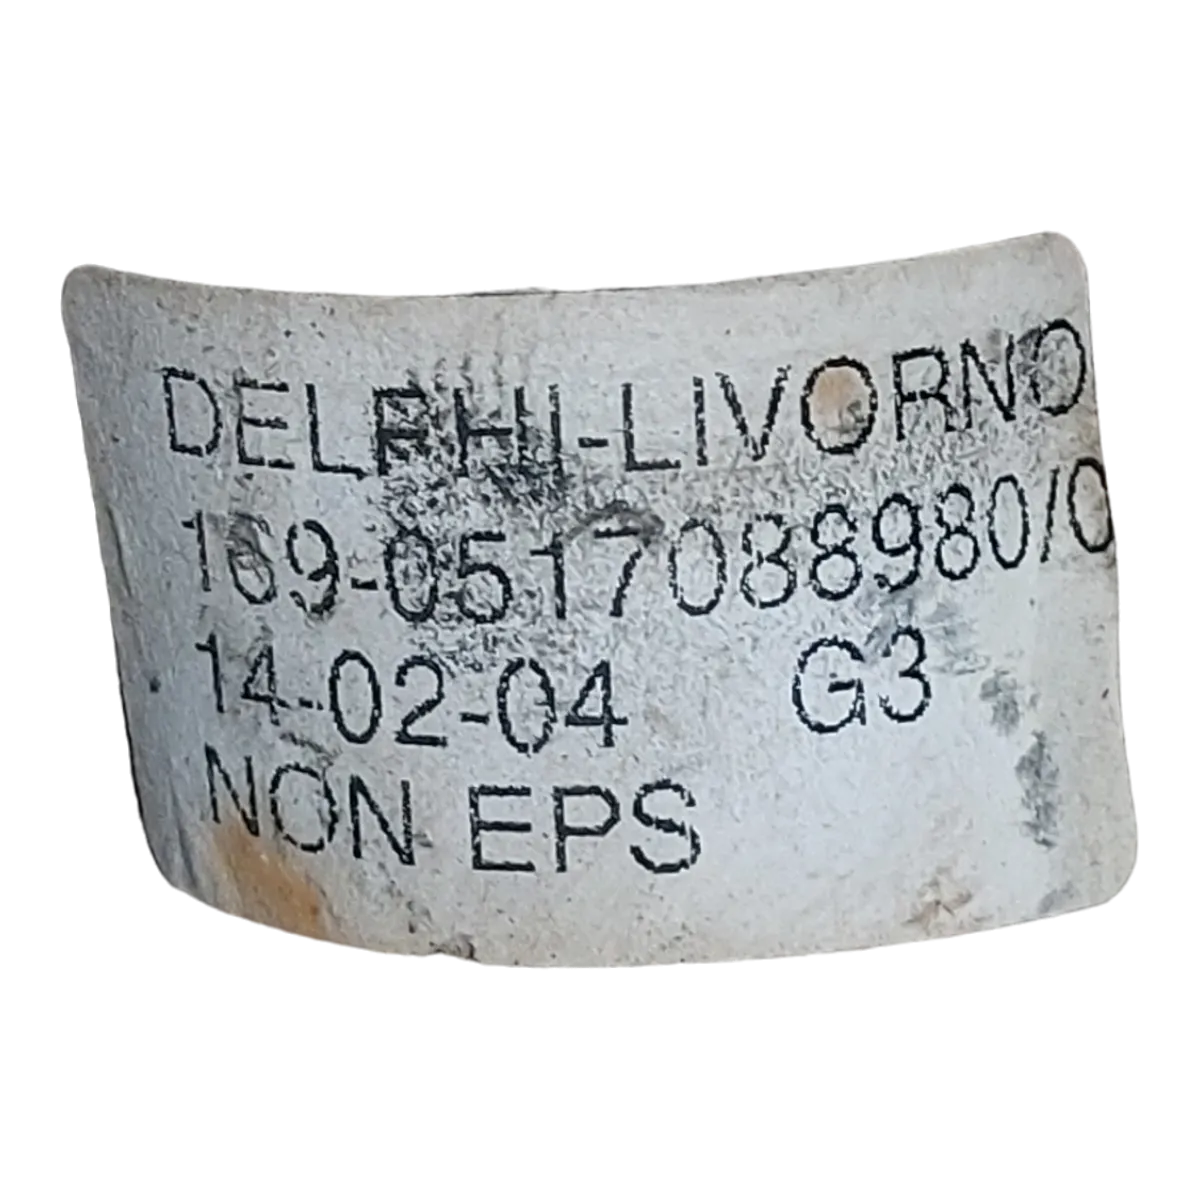 DELPHI-LIVORNO
169-0517088980/0
14-02-04 G3
NON EPS